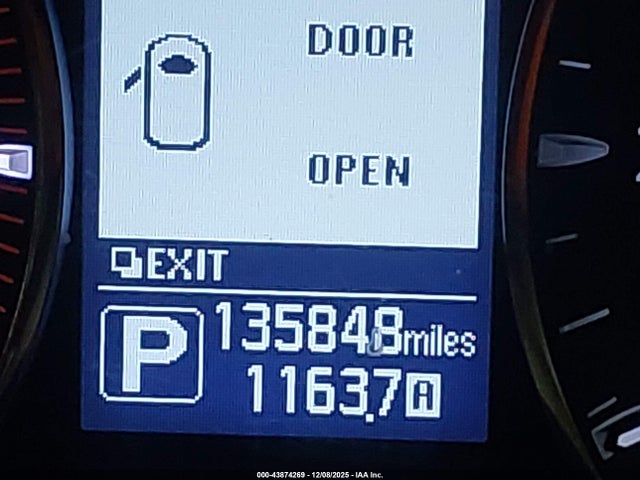 DOOR
OPEN
EXIT
P 135848 miles
1163.7 A
000-43874269 - 12/08/2025 - IAA Inc.